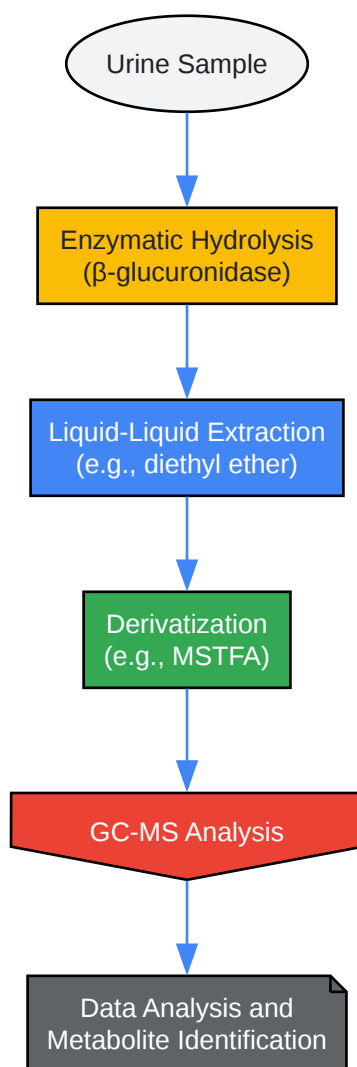 Urine Sample
Enzymatic Hydrolysis
(β-glucuronidase)
Liquid-Liquid Extraction
(e.g., diethyl ether)
Derivatization
(e.g., MSTFA)
GC-MS Analysis
Data Analysis and
Metabolite Identification